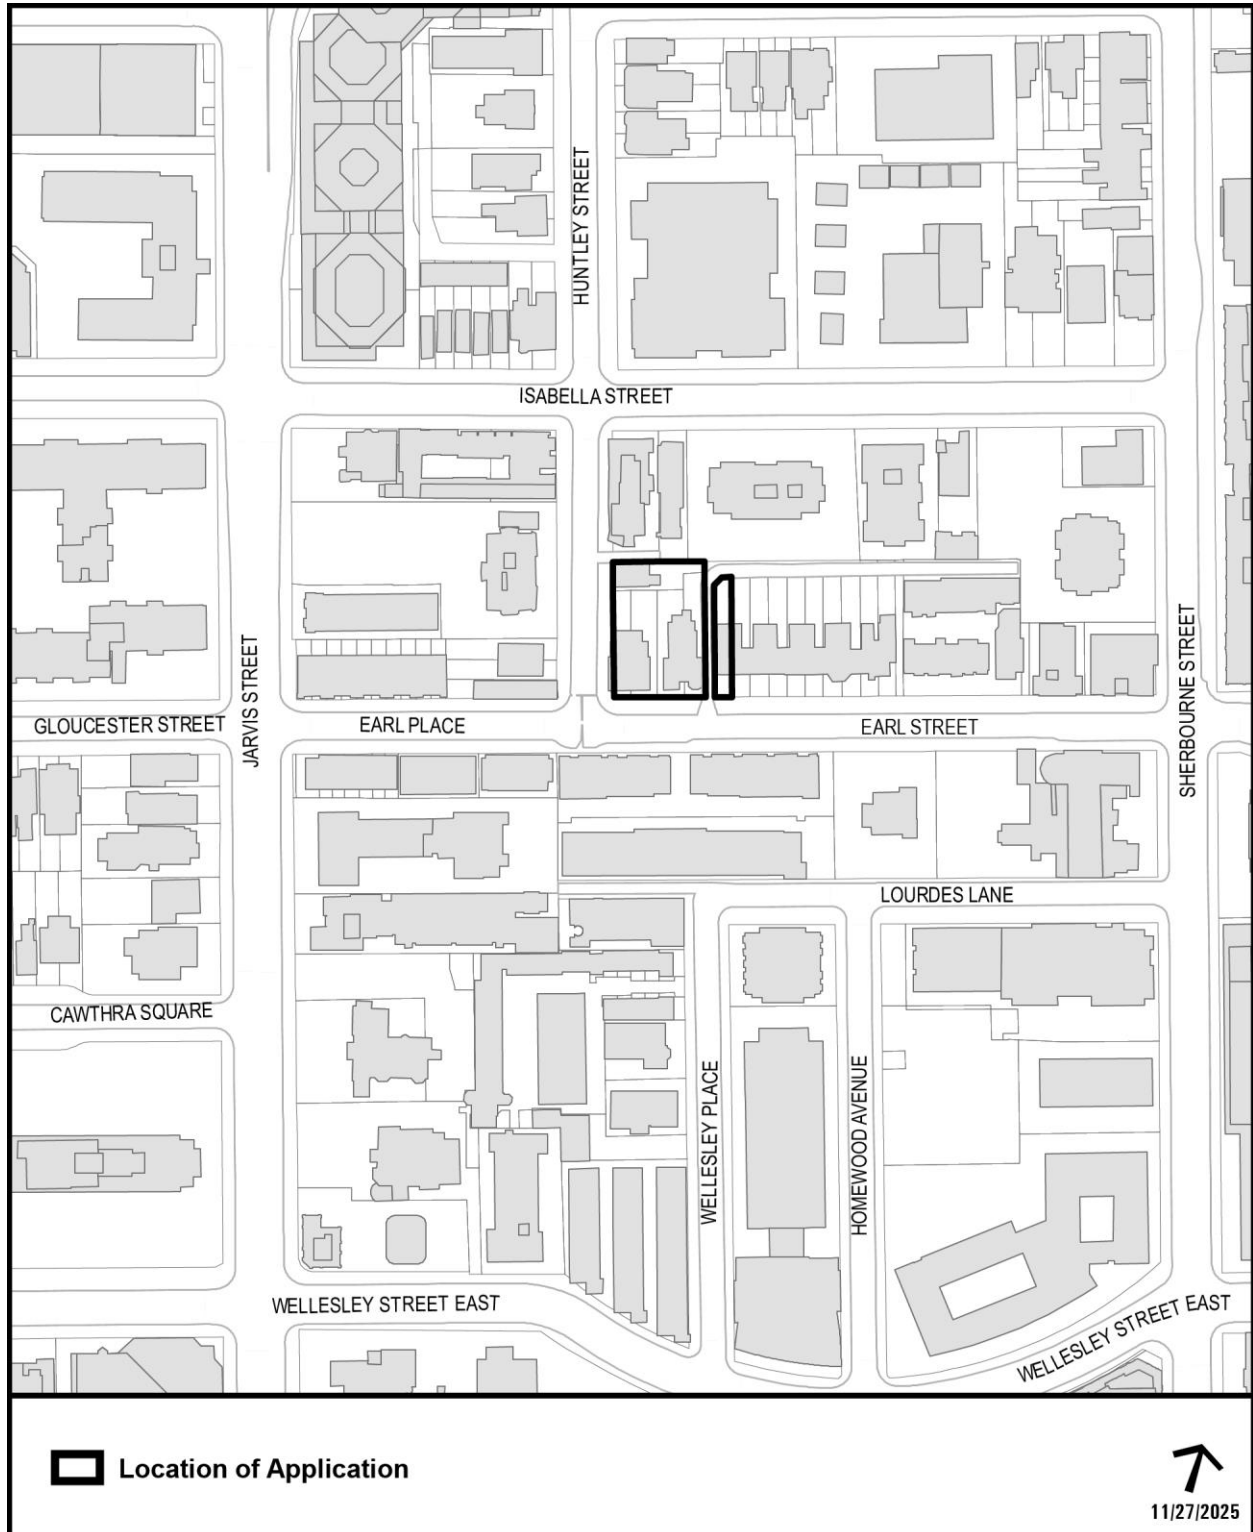 HUNTLEY STREET
ISABELLA STREET
GLOUCESTER STREET
JARVIS STREET
EARL PLACE
EARL STREET
SHERBOURNE STREET
LOURDES LANE
CAWTHRA SQUARE
WELLESLEY PLACE
HOMEWOOD AVENUE
WELLESLEY STREET EAST
WELLESLEY STREET EAST
Location of Application
11/27/2025